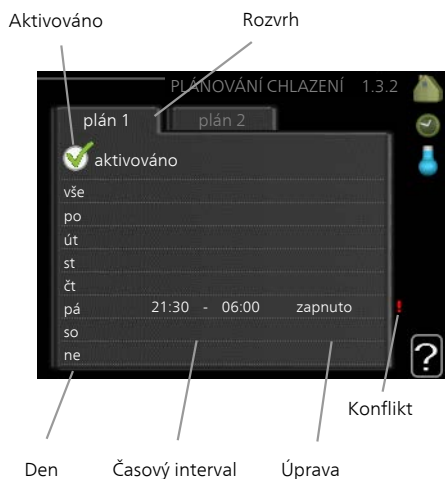 Aktivováno Rozvrh
PLÁNOVÁNÍ CHLAZENÍ 1.3.2
plán 1 plán 2
aktivováno
vše
po
út
st
čt
pá 21:30 - 06:00 zapnuto !
so
ne
?
Konflikt
Den Časový interval Úprava